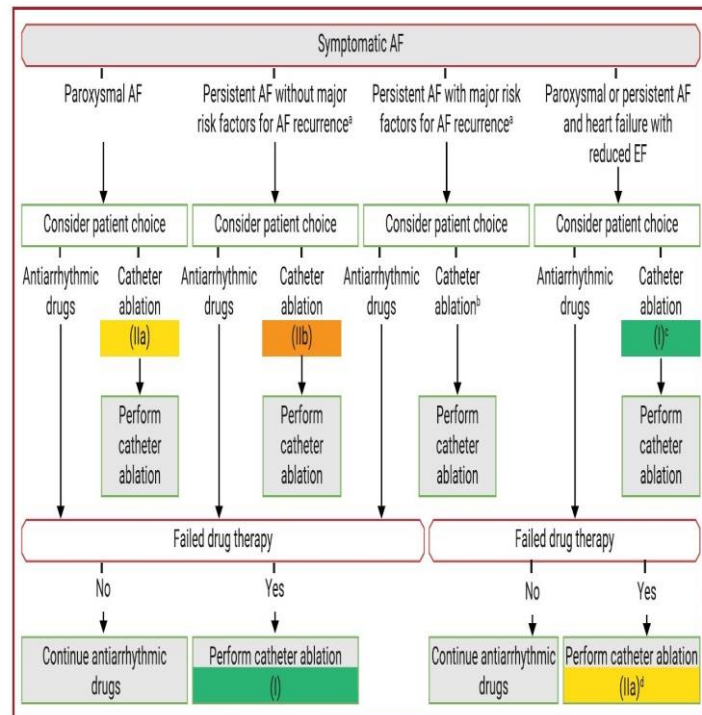 Symptomatic AF
Paroxysmal AF
Persistent AF without major
risk factors for AF recurrenceª
Persistent AF with major risk
factors for AF recurrenceª
Paroxysmal or persistent AF
and heart failure with
reduced EF
Consider patient choice
Consider patient choice
Consider patient choice
Consider patient choice
Antiarrhythmic
drugs
Catheter
ablation
(IIa)
Antiarrhythmic
drugs
Catheter
ablation
(IIb)
Antiarrhythmic
drugs
Catheter
ablationᵇ
Antiarrhythmic
drugs
Catheter
ablation
(I)ᶜ
Perform
catheter
ablation
Perform
catheter
ablation
Perform
catheter
ablation
Perform
catheter
ablation
Failed drug therapy
Failed drug therapy
No
Yes
No
Yes
Continue antiarrhythmic
drugs
Perform catheter ablation
(I)
Continue antiarrhythmic
drugs
Perform catheter ablation
(IIa)ᵈ